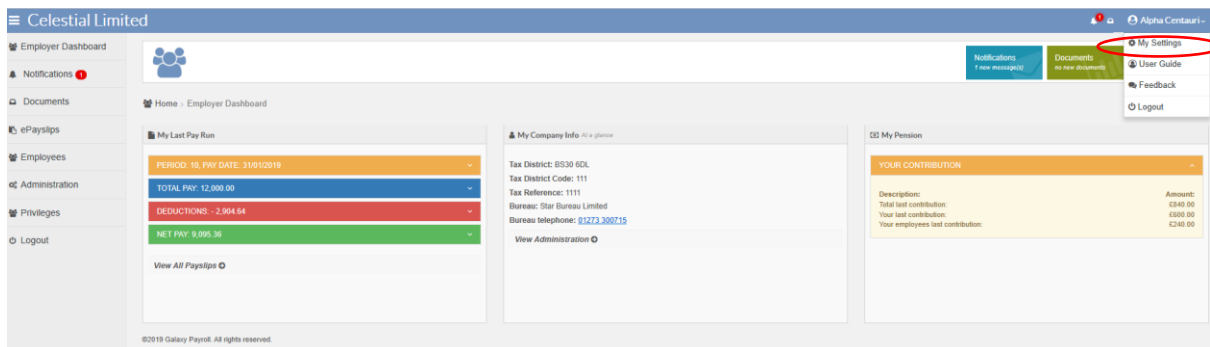 Celestial Limited
1
Alpha Centauri
Employer Dashboard
Notifications 1
Documents
ePayslips
Employees
Administration
Privileges
Logout
Notifications
1 new message(s)
Documents
no new documents
My Settings
User Guide
Feedback
Logout
Home > Employer Dashboard
My Last Pay Run
PERIOD: 10, PAY DATE: 31/01/2019
TOTAL PAY: 12,000.00
DEDUCTIONS: - 2,904.64
NET PAY: 9,095.36
View All Payslips
My Company Info At a glance
Tax District: BS30 6DL
Tax District Code: 111
Tax Reference: 1111
Bureau: Star Bureau Limited
Bureau telephone: 01273 300715
View Administration
My Pension
YOUR CONTRIBUTION
Description: Amount:
Total last contribution: £840.00
Your last contribution: £600.00
Your employees last contribution: £240.00
©2019 Galaxy Payroll. All rights reserved.